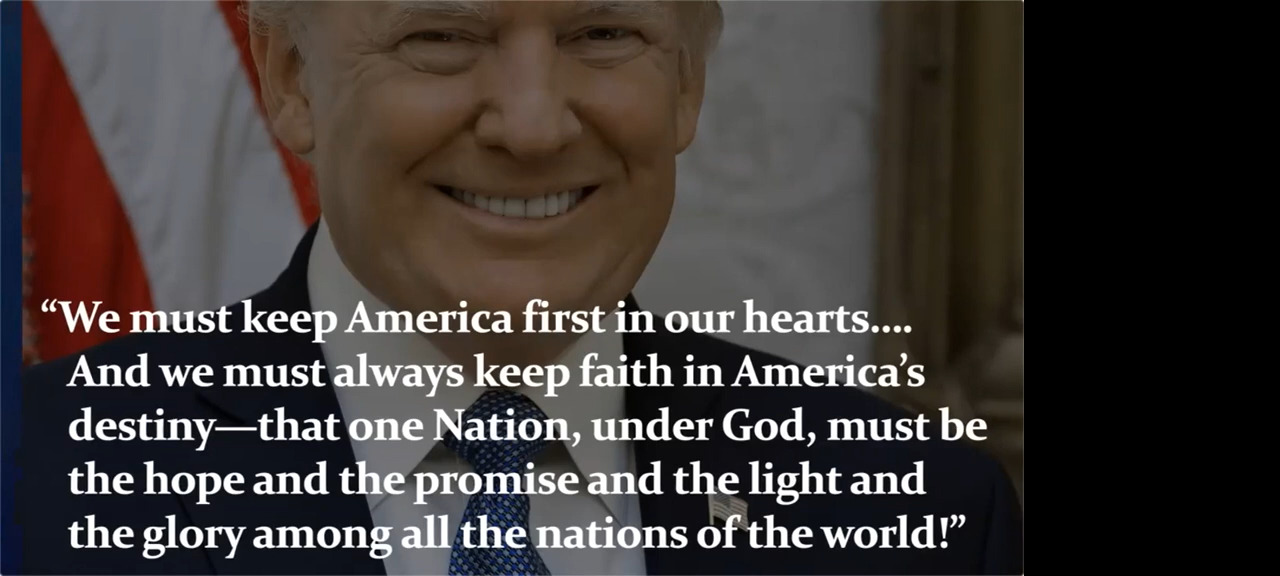 “We must keep America first in our hearts....
And we must always keep faith in America’s
destiny—that one Nation, under God, must be
the hope and the promise and the light and
the glory among all the nations of the world!”